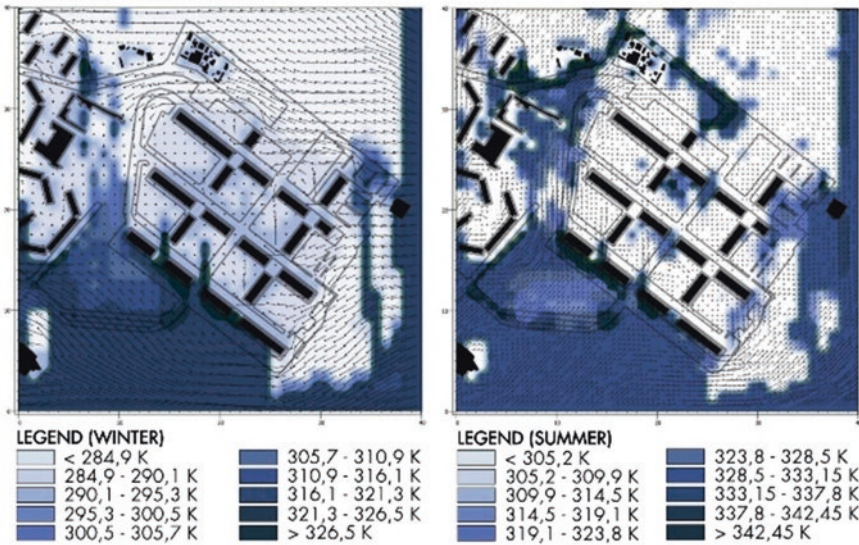 LEGEND (WINTER)
< 284,9 K
284,9 - 290,1 K
290,1 - 295,3 K
295,3 - 300,5 K
300,5 - 305,7 K
305,7 - 310,9 K
310,9 - 316,1 K
316,1 - 321,3 K
321,3 - 326,5 K
> 326,5 K
LEGEND (SUMMER)
< 305,2 K
305,2 - 309,9 K
309,9 - 314,5 K
314,5 - 319,1 K
319,1 - 323,8 K
323,8 - 328,5 K
328,5 - 333,15 K
333,15 - 337,8 K
337,8 - 342,45 K
> 342,45 K